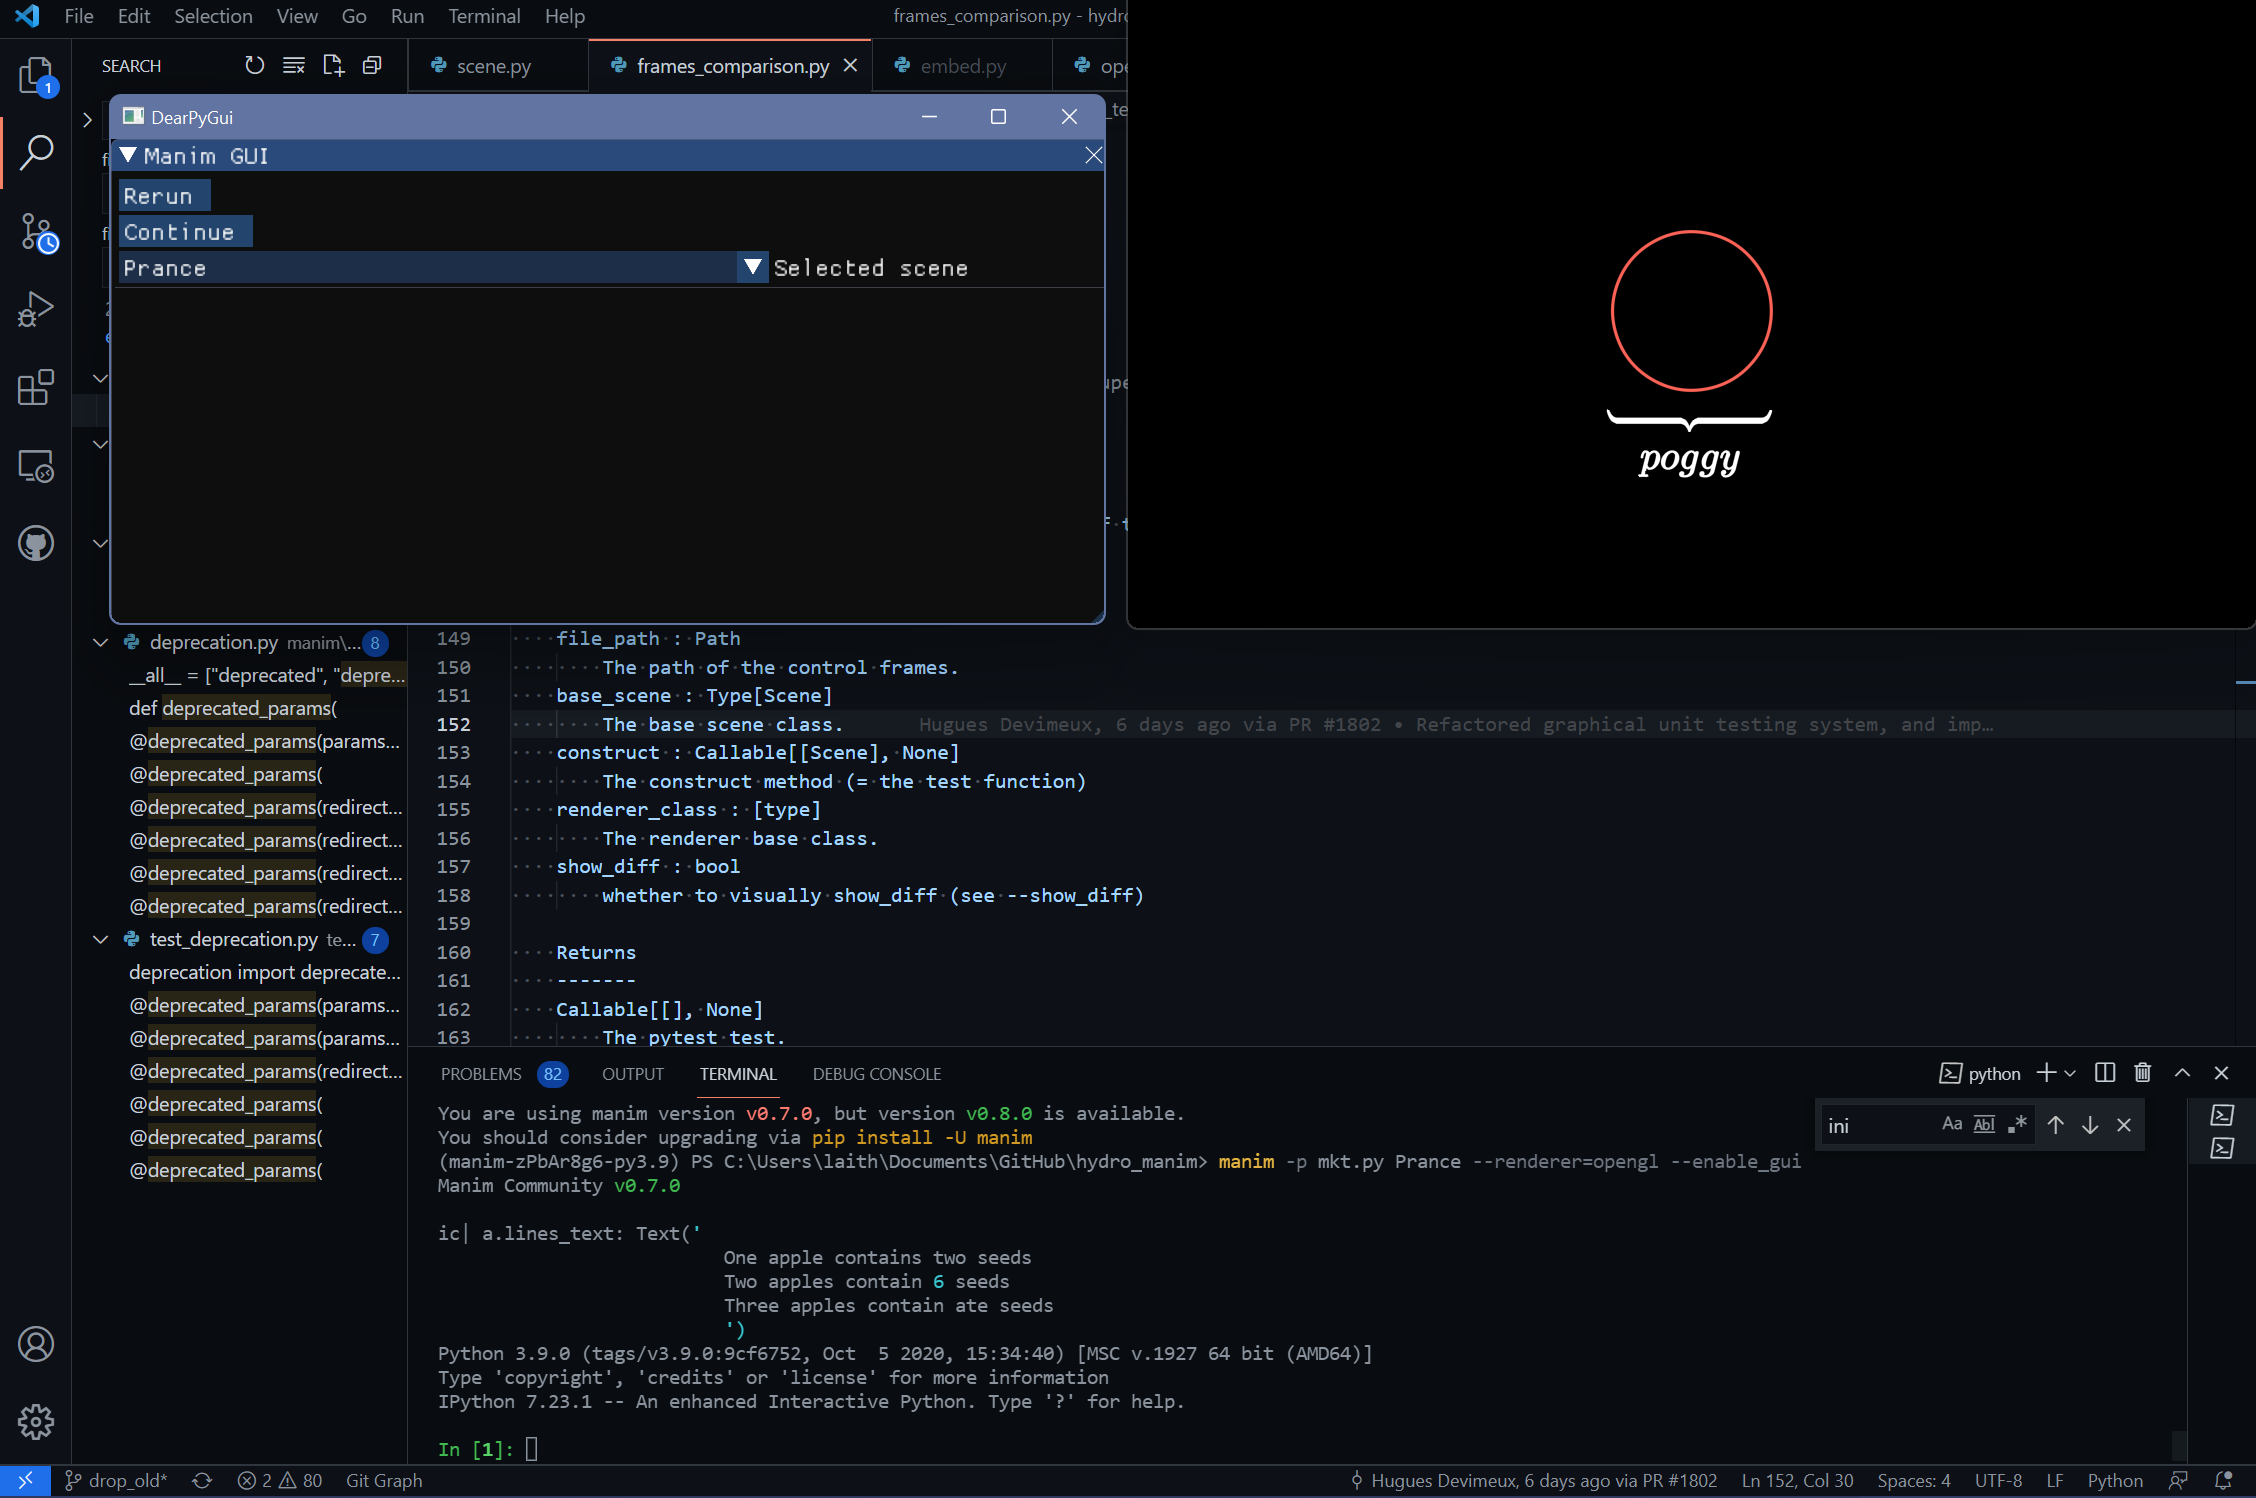 File Edit Selection View Go Run Terminal Help
frames_comparison.py - hydro
SEARCH
scene.py
frames_comparison.py
embed.py
1
DearPyGui
Manim GUI
Rerun
Continue
Prance
Selected scene
poggy
deprecation.py manim\... 8
__all__ = ["deprecated", "depre...
def deprecated_params(
@deprecated_params(params...
@deprecated_params(
@deprecated_params(redirect...
@deprecated_params(redirect...
@deprecated_params(redirect...
@deprecated_params(redirect...
test_deprecation.py te... 7
deprecation import deprecate...
@deprecated_params(params...
@deprecated_params(params...
@deprecated_params(redirect...
@deprecated_params(
@deprecated_params(
@deprecated_params(
149 file_path : Path
150 The path of the control frames.
151 base_scene : Type[Scene]
152 The base scene class. Hugues Devimeux, 6 days ago via PR #1802 • Refactored graphical unit testing system, and imp...
153 construct : Callable[[Scene], None]
154 The construct method (= the test function)
155 renderer_class : [type]
156 The renderer base class.
157 show_diff : bool
158 whether to visually show_diff (see --show_diff)
159
160 Returns
161 -------
162 Callable[[], None]
163 The pytest test.
PROBLEMS 82 OUTPUT TERMINAL DEBUG CONSOLE
python
ini
Aa Abl .*
You are using manim version v0.7.0, but version v0.8.0 is available.
You should consider upgrading via pip install -U manim
(manim-zPbAr8g6-py3.9) PS C:\Users\laith\Documents\GitHub\hydro_manim> manim -p mkt.py Prance --renderer=opengl --enable_gui
Manim Community v0.7.0
ic| a.lines_text: Text('
One apple contains two seeds
Two apples contain 6 seeds
Three apples contain ate seeds
')
Python 3.9.0 (tags/v3.9.0:9cf6752, Oct  5 2020, 15:34:40) [MSC v.1927 64 bit (AMD64)]
Type 'copyright', 'credits' or 'license' for more information
IPython 7.23.1 -- An enhanced Interactive Python. Type '?' for help.
In [1]:
drop_old* 2 80 Git Graph
Hugues Devimeux, 6 days ago via PR #1802 Ln 152, Col 30 Spaces: 4 UTF-8 LF Python